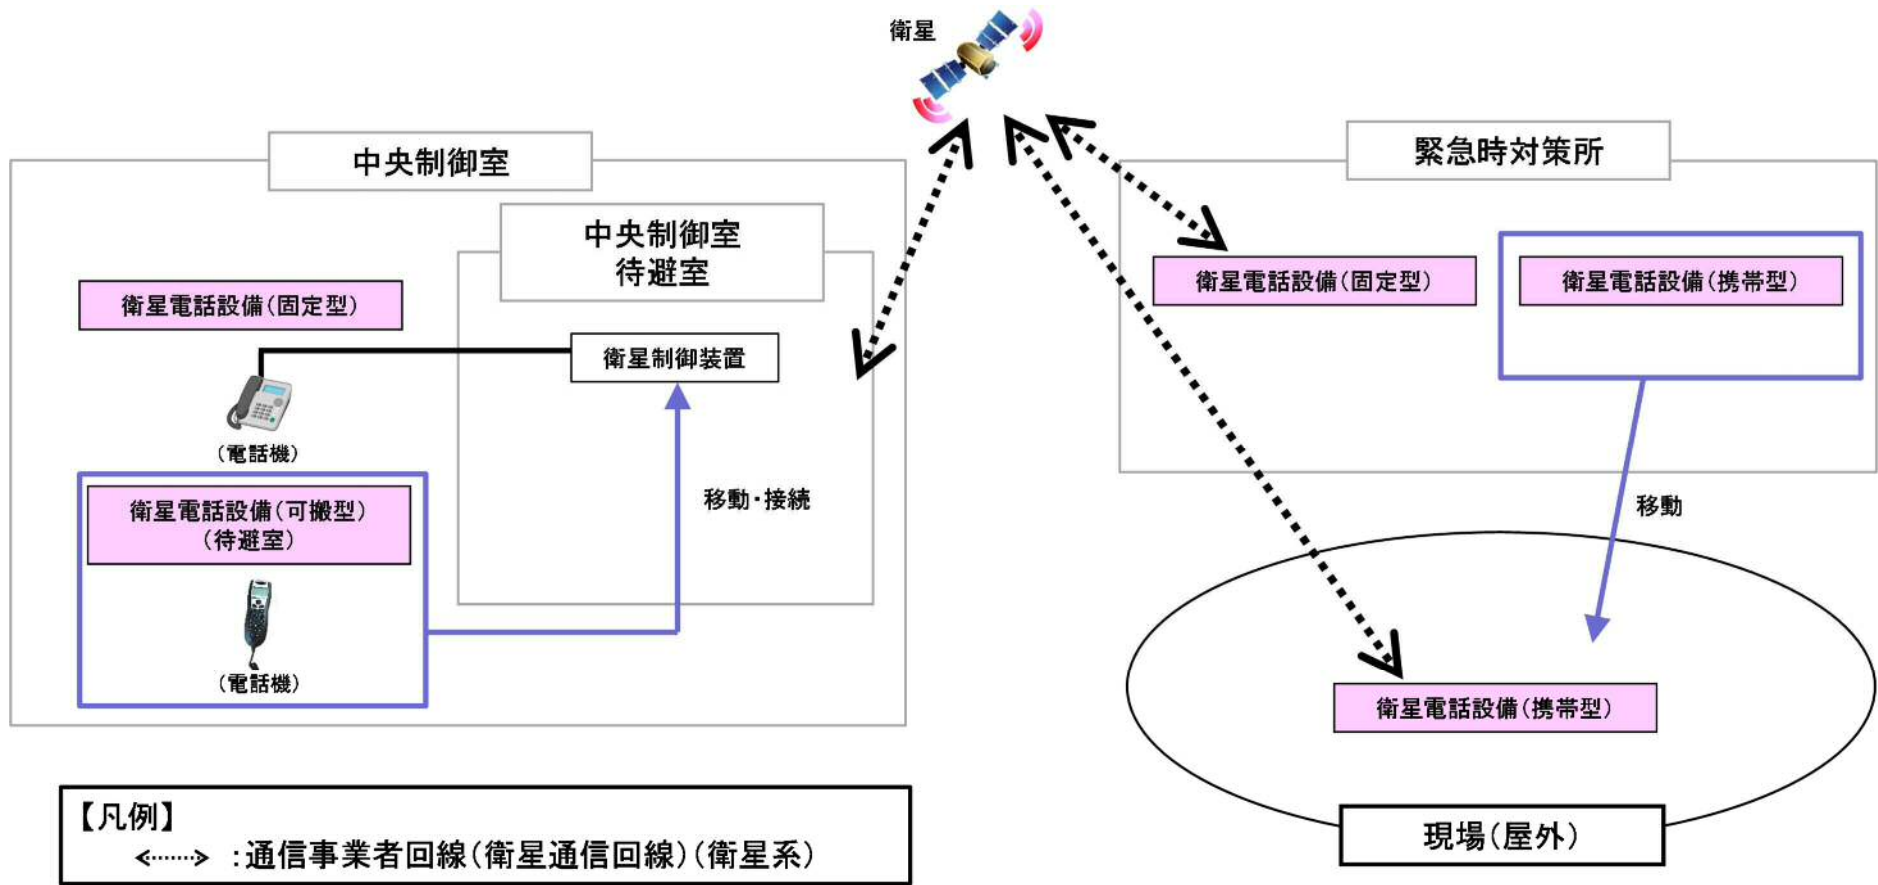 衛星
中央制御室
中央制御室
待避室
衛星電話設備(固定型)
衛星制御装置
(電話機)
衛星電話設備(可搬型)
(待避室)
(電話機)
移動・接続
緊急時対策所
衛星電話設備(固定型)
衛星電話設備(携帯型)
移動
衛星電話設備(携帯型)
現場(屋外)
【凡例】
:通信事業者回線(衛星通信回線)(衛星系)